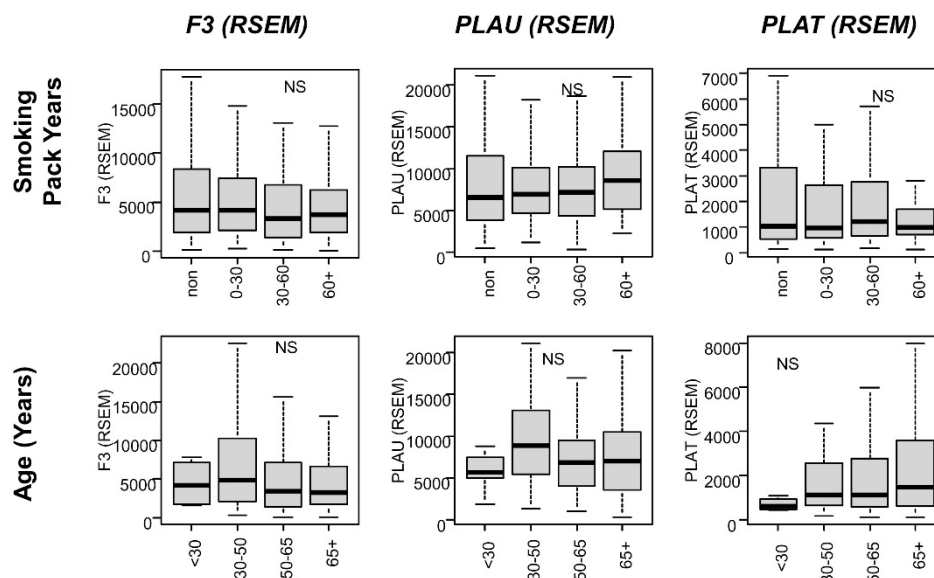 F3 (RSEM) PLAU (RSEM) PLAT (RSEM)
Smoking
Pack Years
F3 (RSEM)
15000
10000
5000
0
NS
non 0-30 30-60 60+
PLAU (RSEM)
20000
15000
10000
5000
0
NS
non 0-30 30-60 60+
PLAT (RSEM)
7000
6000
5000
4000
3000
2000
1000
0
NS
non 0-30 30-60 60+
Age (Years)
F3 (RSEM)
20000
15000
10000
5000
0
NS
<30 30-50 50-65 65+
PLAU (RSEM)
20000
15000
10000
5000
0
NS
<30 30-50 50-65 65+
PLAT (RSEM)
8000
6000
4000
2000
0
NS
<30 30-50 50-65 65+